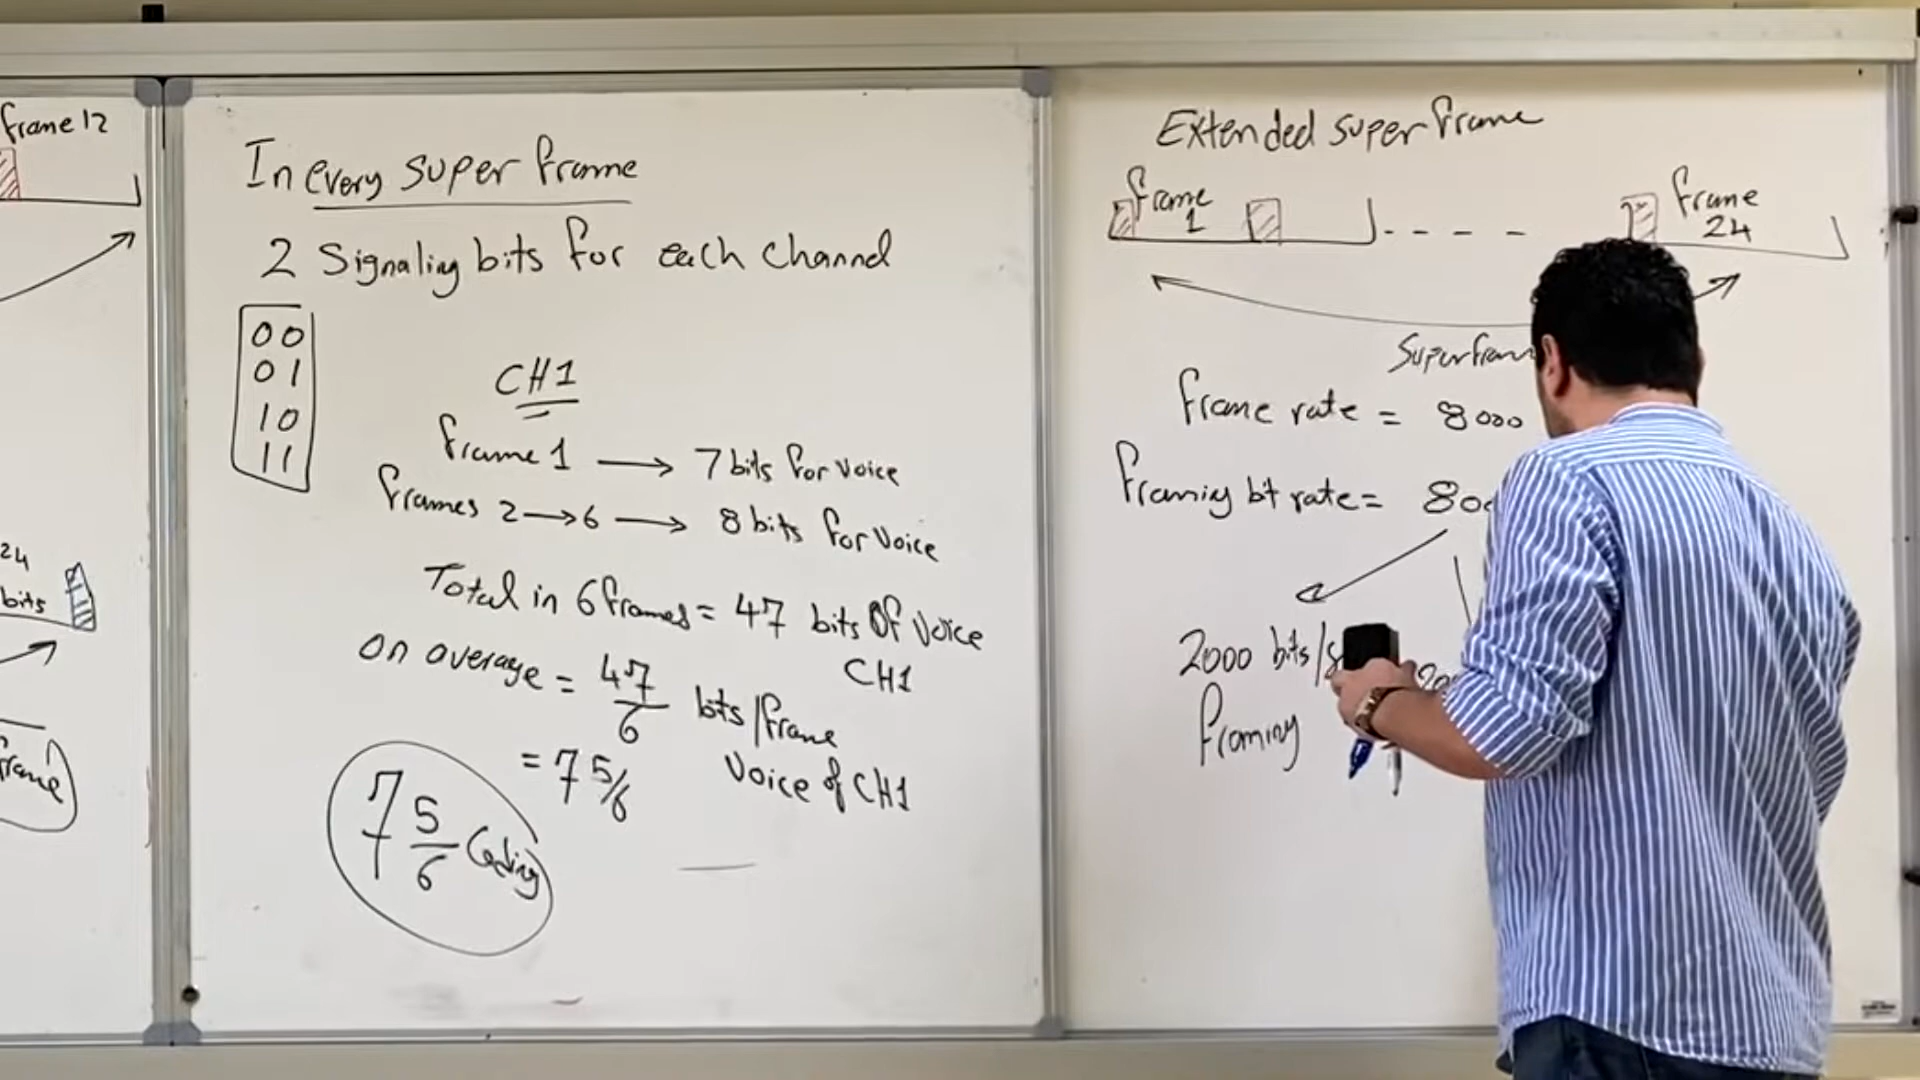 frame 12
24
bits
frame
In every super frame
2 Signaling bits for each channel
00
01
10
11
CH1
frame 1 → 7 bits for voice
frames 2 → 6 → 8 bits for voice
Total in 6 frames = 47 bits of voice
CH1
on average = 47/6 bits/frame
= 7 5/6 voice of CH1
7 5/6 Coding
Extended superframe
frame 1 - - - - frame 24
Superfram
frame rate = 8000
framing bit rate = 800
2000 bits/s
framing